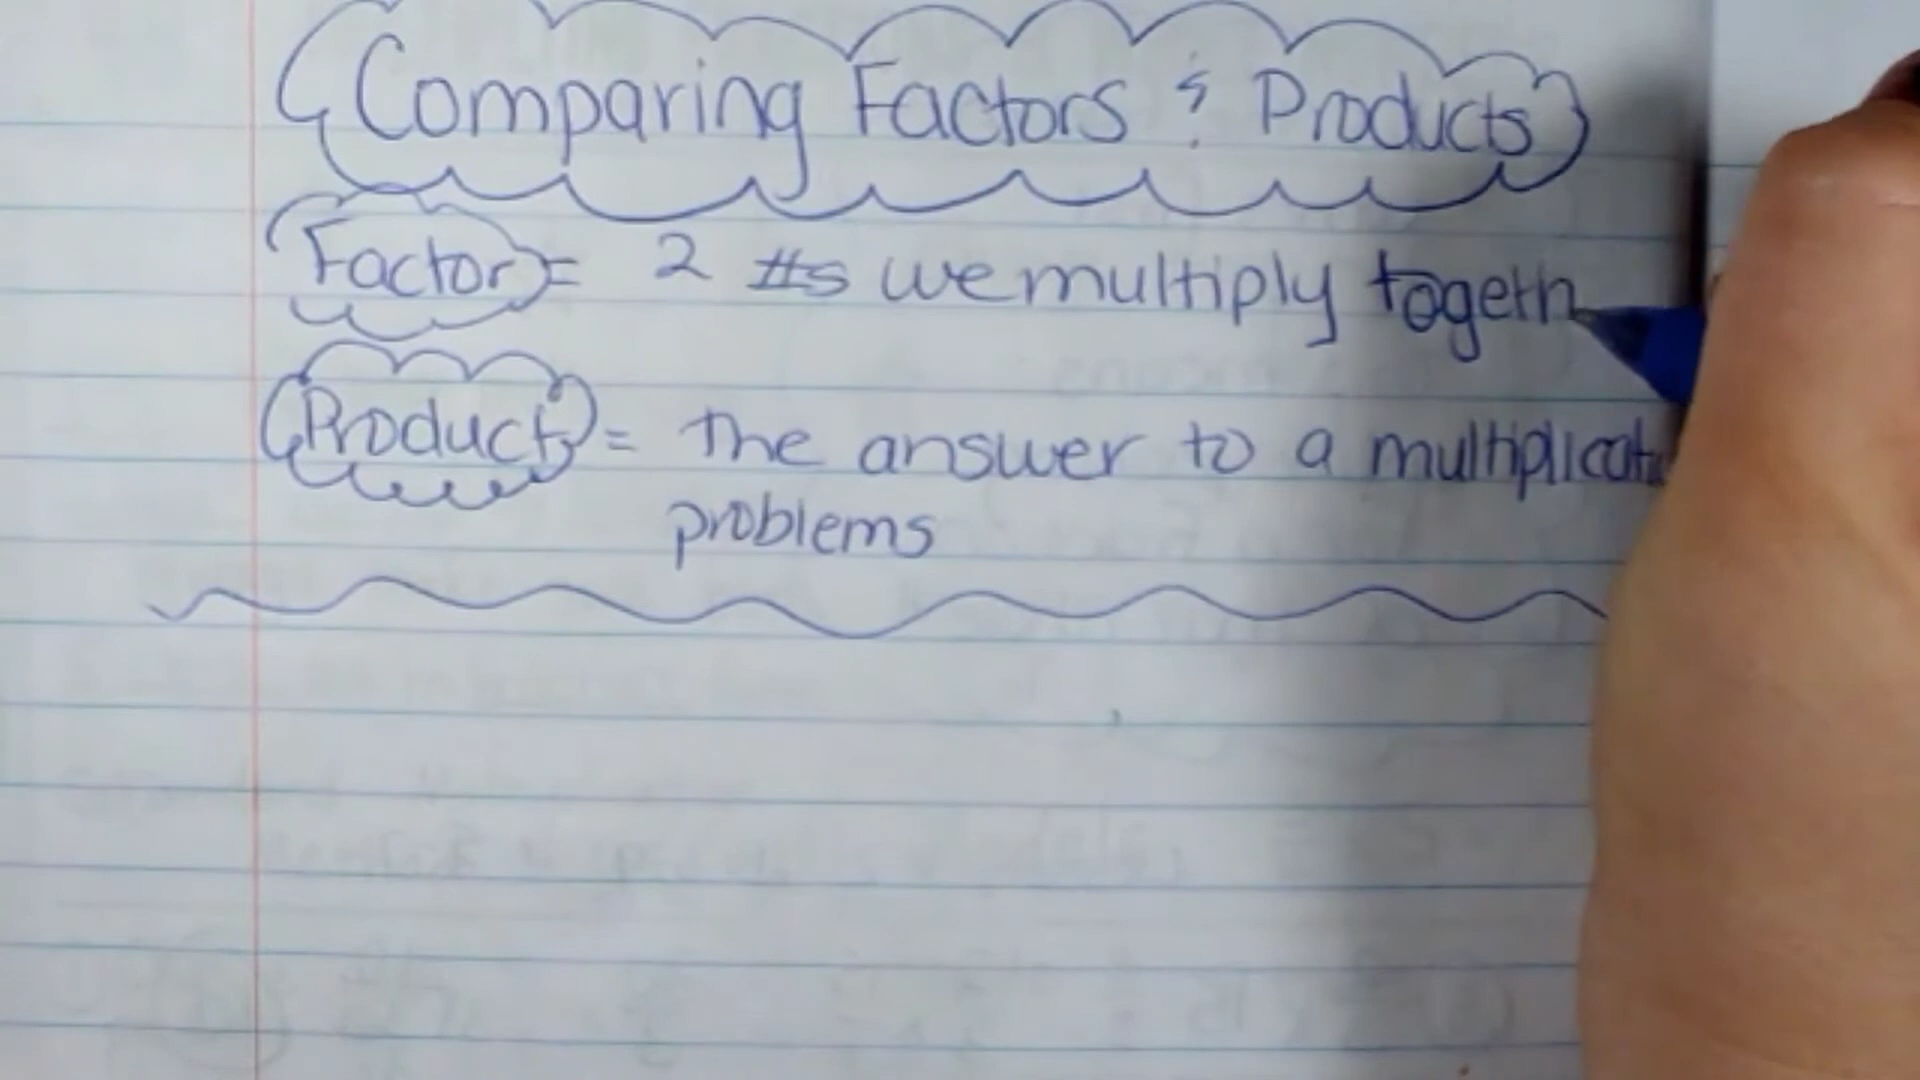 Comparing Factors & Products
Factor = 2 #s we multiply togeth
Product = The answer to a multiplicati
problems